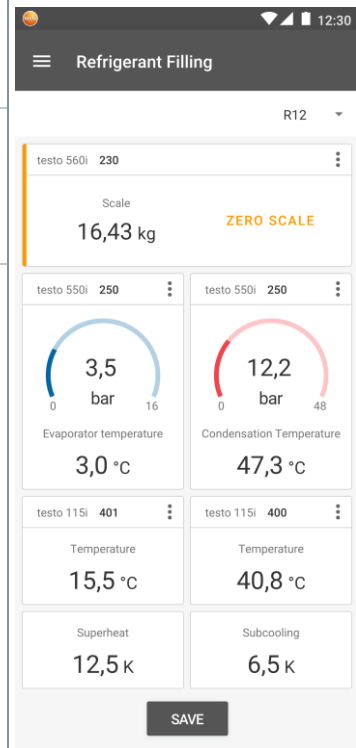 12:30
Refrigerant Filling
R12
testo 560i 230
Scale
16,43 kg
ZERO SCALE
testo 550i 250
3,5
bar
0 16
Evaporator temperature
3,0 °C
testo 550i 250
12,2
bar
0 48
Condensation Temperature
47,3 °C
testo 115i 401
Temperature
15,5 °C
testo 115i 400
Temperature
40,8 °C
Superheat
12,5 K
Subcooling
6,5 K
SAVE